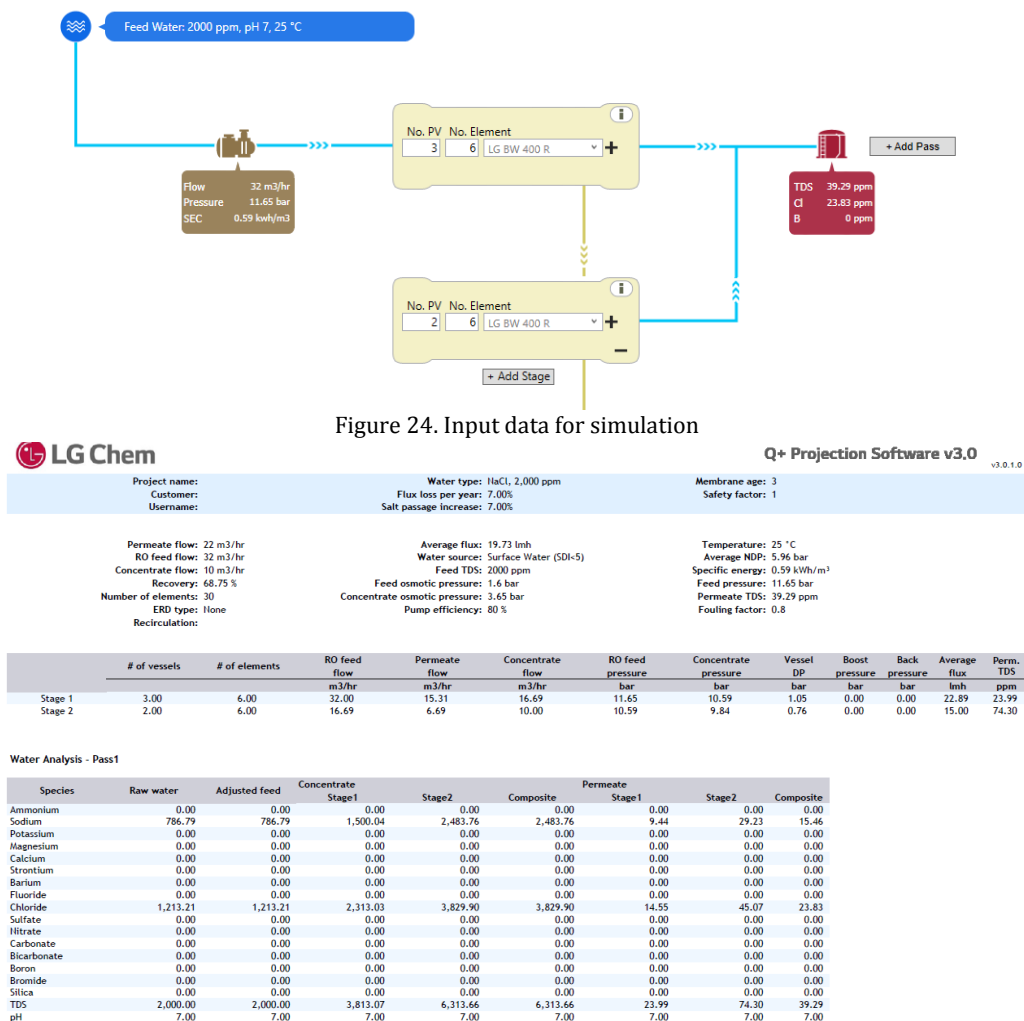 Feed Water: 2000 ppm, pH 7, 25 °C
No. PV No. Element
3 6 LG BW 400 R
+ Add Pass
Flow 32 m3/hr
Pressure 11.65 bar
SEC 0.59 kwh/m3
TDS 39.29 ppm
Cl 23.83 ppm
B 0 ppm
No. PV No. Element
2 6 LG BW 400 R
+ Add Stage
Figure 24. Input data for simulation
LG Chem
Q+ Projection Software v3.0
v3.0.1.0
Project name: Water type: NaCl, 2,000 ppm Membrane age: 3
Customer: Flux loss per year: 7.00% Safety factor: 1
Username: Salt passage increase: 7.00%
Permeate flow: 22 m3/hr Average flux: 19.73 lmh Temperature: 25 °C
RO feed flow: 32 m3/hr Water source: Surface Water (SDI<5) Average NDP: 5.96 bar
Concentrate flow: 10 m3/hr Feed TDS: 2000 ppm Specific energy: 0.59 kWh/m³
Recovery: 68.75 % Feed osmotic pressure: 1.6 bar Feed pressure: 11.65 bar
Number of elements: 30 Concentrate osmotic pressure: 3.65 bar Permeate TDS: 39.29 ppm
ERD type: None Pump efficiency: 80 % Fouling factor: 0.8
Recirculation:
# of vessels # of elements RO feed flow Permeate flow Concentrate flow RO feed pressure Concentrate pressure Vessel DP Boost pressure Back pressure Average flux Perm. TDS
m3/hr m3/hr m3/hr bar bar bar bar bar lmh ppm
Stage 1 3.00 6.00 32.00 15.31 16.69 11.65 10.59 1.05 0.00 0.00 22.89 23.99
Stage 2 2.00 6.00 16.69 6.69 10.00 10.59 9.84 0.76 0.00 0.00 15.00 74.30
Water Analysis - Pass1
Species Raw water Adjusted feed Concentrate Permeate
Stage1 Stage2 Composite Stage1 Stage2 Composite
Ammonium 0.00 0.00 0.00 0.00 0.00 0.00 0.00 0.00
Sodium 786.79 786.79 1,500.04 2,483.76 2,483.76 9.44 29.23 15.46
Potassium 0.00 0.00 0.00 0.00 0.00 0.00 0.00 0.00
Magnesium 0.00 0.00 0.00 0.00 0.00 0.00 0.00 0.00
Calcium 0.00 0.00 0.00 0.00 0.00 0.00 0.00 0.00
Strontium 0.00 0.00 0.00 0.00 0.00 0.00 0.00 0.00
Barium 0.00 0.00 0.00 0.00 0.00 0.00 0.00 0.00
Fluoride 0.00 0.00 0.00 0.00 0.00 0.00 0.00 0.00
Chloride 1,213.21 1,213.21 2,313.03 3,829.90 3,829.90 14.55 45.07 23.83
Sulfate 0.00 0.00 0.00 0.00 0.00 0.00 0.00 0.00
Nitrate 0.00 0.00 0.00 0.00 0.00 0.00 0.00 0.00
Carbonate 0.00 0.00 0.00 0.00 0.00 0.00 0.00 0.00
Bicarbonate 0.00 0.00 0.00 0.00 0.00 0.00 0.00 0.00
Boron 0.00 0.00 0.00 0.00 0.00 0.00 0.00 0.00
Bromide 0.00 0.00 0.00 0.00 0.00 0.00 0.00 0.00
Silica 0.00 0.00 0.00 0.00 0.00 0.00 0.00 0.00
TDS 2,000.00 2,000.00 3,813.07 6,313.66 6,313.66 23.99 74.30 39.29
pH 7.00 7.00 7.00 7.00 7.00 7.00 7.00 7.00